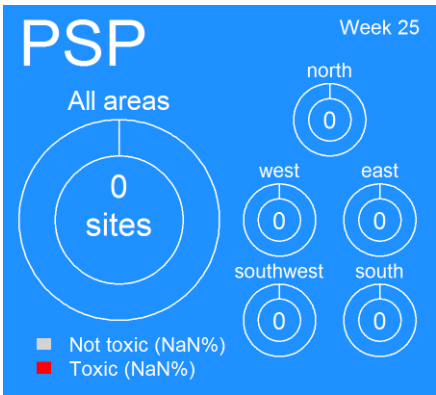 PSP
Week 25
All areas
0
sites
north
0
west
0
east
0
southwest
0
south
0
Not toxic (NaN%)
Toxic (NaN%)